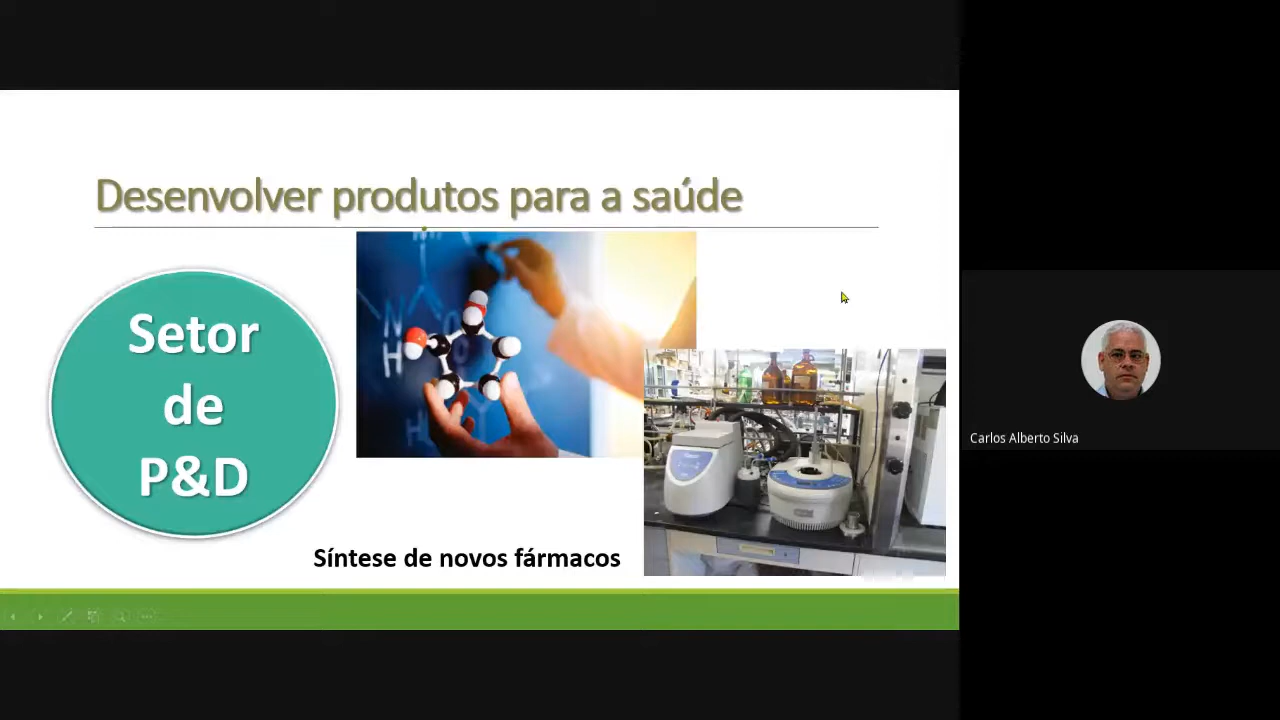 Desenvolver produtos para a saúde
Setor
de
P&D
N
H
Síntese de novos fármacos
Carlos Alberto Silva